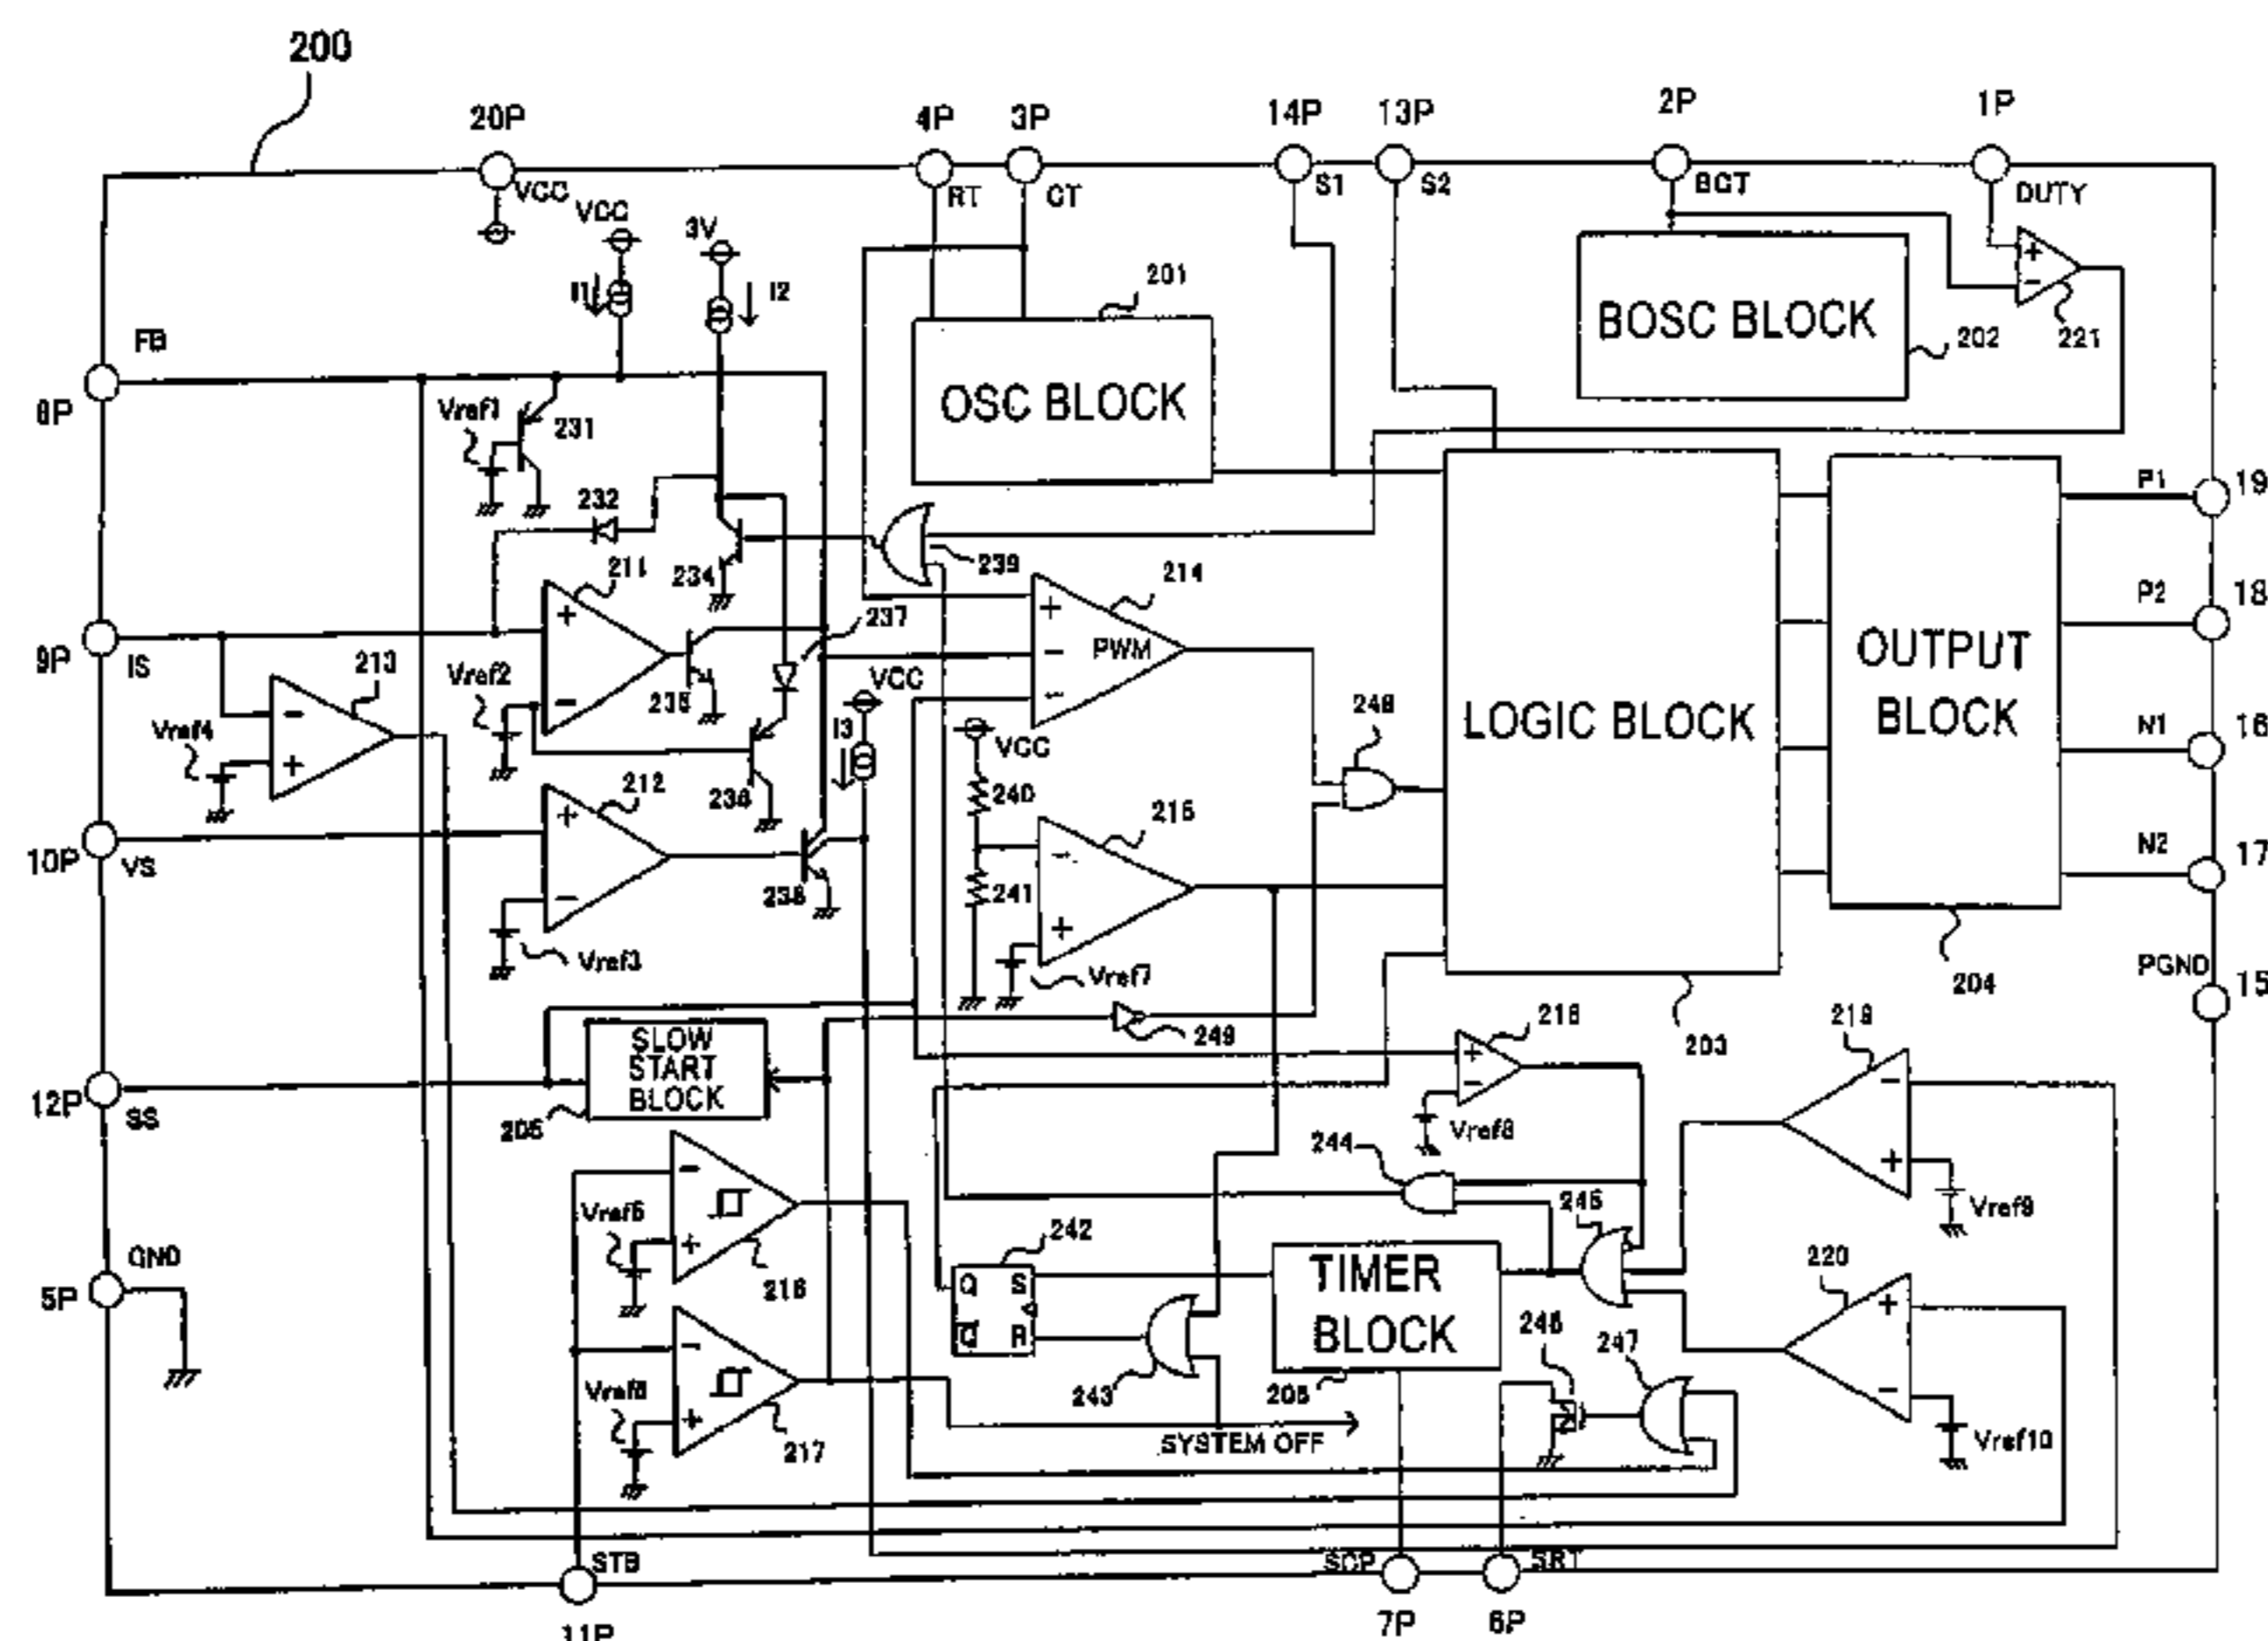 200
20P
4P
3P
14P
13P
2P
1P
VCC
RT
CT
S1
S2
BCT
DUTY
VCC
3V
I1
I2
201
BOSC BLOCK
202
221
FB
8P
OSC BLOCK
Vref1
231
232
P1
19
211
234
239
214
P2
18
237
9P
IS
213
Vref2
235
PWM
VCC
248
LOGIC BLOCK
OUTPUT
BLOCK
N1
16
Vref4
I3
VCC
236
240
212
215
10P
VS
238
241
N2
17
Vref3
Vref7
PGND
15
204
203
SLOW
START
BLOCK
249
218
219
12P
SS
205
Vref8
244
245
Vref5
Vref9
GND
5P
216
242
Q
S
Q
R
TIMER
BLOCK
220
246
247
Vref6
243
206
217
SYSTEM OFF
Vref10
STB
SCP
SRT
11P
7P
6P